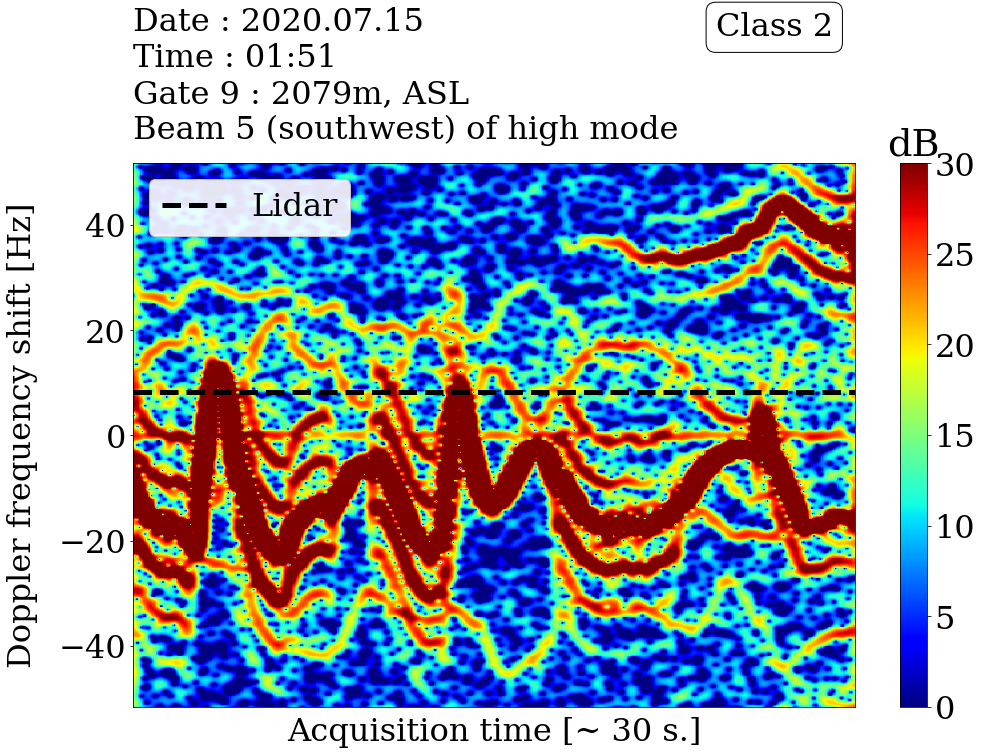 Date : 2020.07.15
Time : 01:51
Gate 9 : 2079m, ASL
Beam 5 (southwest) of high mode
Class 2
dB
Lidar
Doppler frequency shift [Hz]
40
20
0
−20
−40
30
25
20
15
10
5
0
Acquisition time [~ 30 s.]